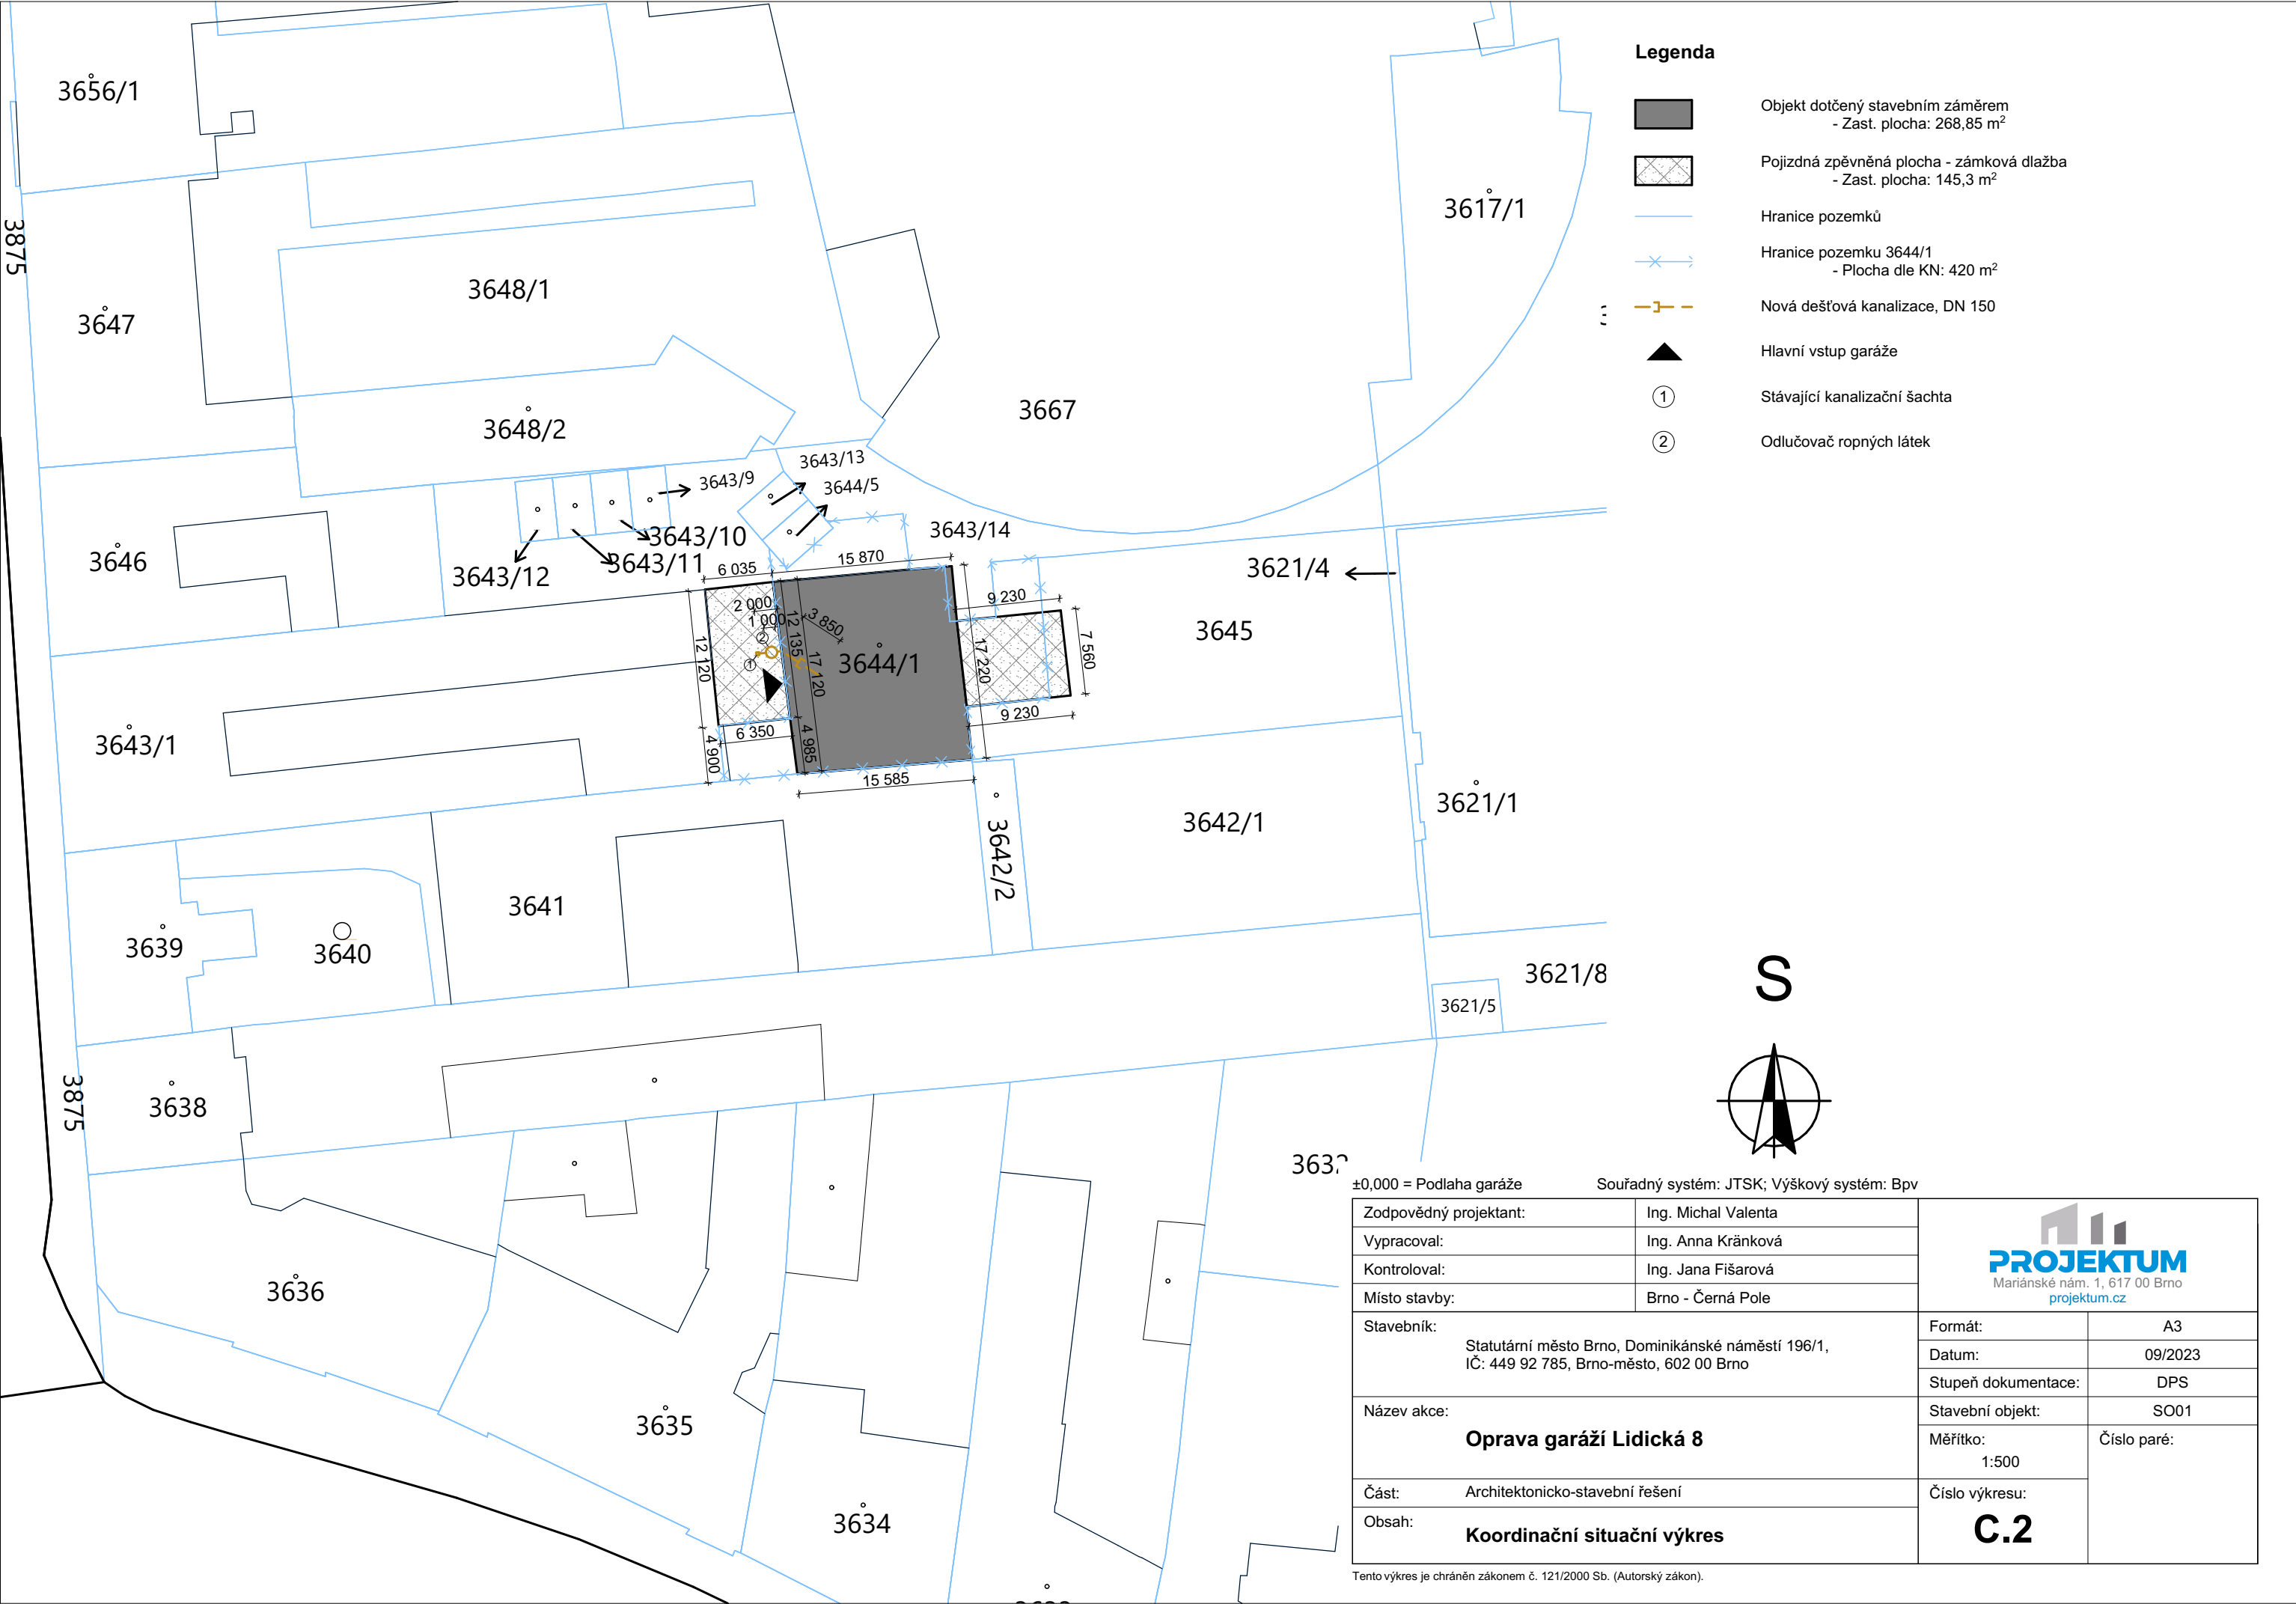 Legenda
Objekt dotčený stavebním záměrem
- Zast. plocha: 268,85 m²
Pojizdná zpěvněná plocha - zámková dlažba
- Zast. plocha: 145,3 m²
Hranice pozemků
Hranice pozemku 3644/1
- Plocha dle KN: 420 m²
Nová dešťová kanalizace, DN 150
Hlavní vstup garáže
1
Stávající kanalizační šachta
2
Odlučovač ropných látek
3656/1
3875
3617/1
3648/1
3647
3667
3648/2
3643/13
3643/9
3644/5
3643/14
3643/10
3643/11
3643/12
3646
3621/4
15 870
6 035
9 230
2 000
1 000
3 850
12 135
12 120
17 120
17 220
7 560
2
1
3644/1
3645
9 230
6 350
4 900
4 985
15 585
3643/1
3621/1
3642/1
3642/2
3641
3639
3640
3621/8
3621/5
S
3875
3638
3636
3635
3634
±0,000 = Podlaha garáže
Souřadný systém: JTSK; Výškový systém: Bpv
Zodpovědný projektant: Ing. Michal Valenta
Vypracoval: Ing. Anna Kränková
Kontroloval: Ing. Jana Fišarová
Místo stavby: Brno - Černá Pole
PROJEKTUM
Mariánské nám. 1, 617 00 Brno
projektum.cz
Stavebník:
Statutární město Brno, Dominikánské náměstí 196/1,
IČ: 449 92 785, Brno-město, 602 00 Brno
Formát: A3
Datum: 09/2023
Stupeň dokumentace: DPS
Název akce:
Oprava garáží Lidická 8
Stavební objekt: SO01
Měřítko:
1:500
Číslo paré:
Část: Architektonicko-stavební řešení
Obsah:
Koordinační situační výkres
Číslo výkresu:
C.2
Tento výkres je chráněn zákonem č. 121/2000 Sb. (Autorský zákon).